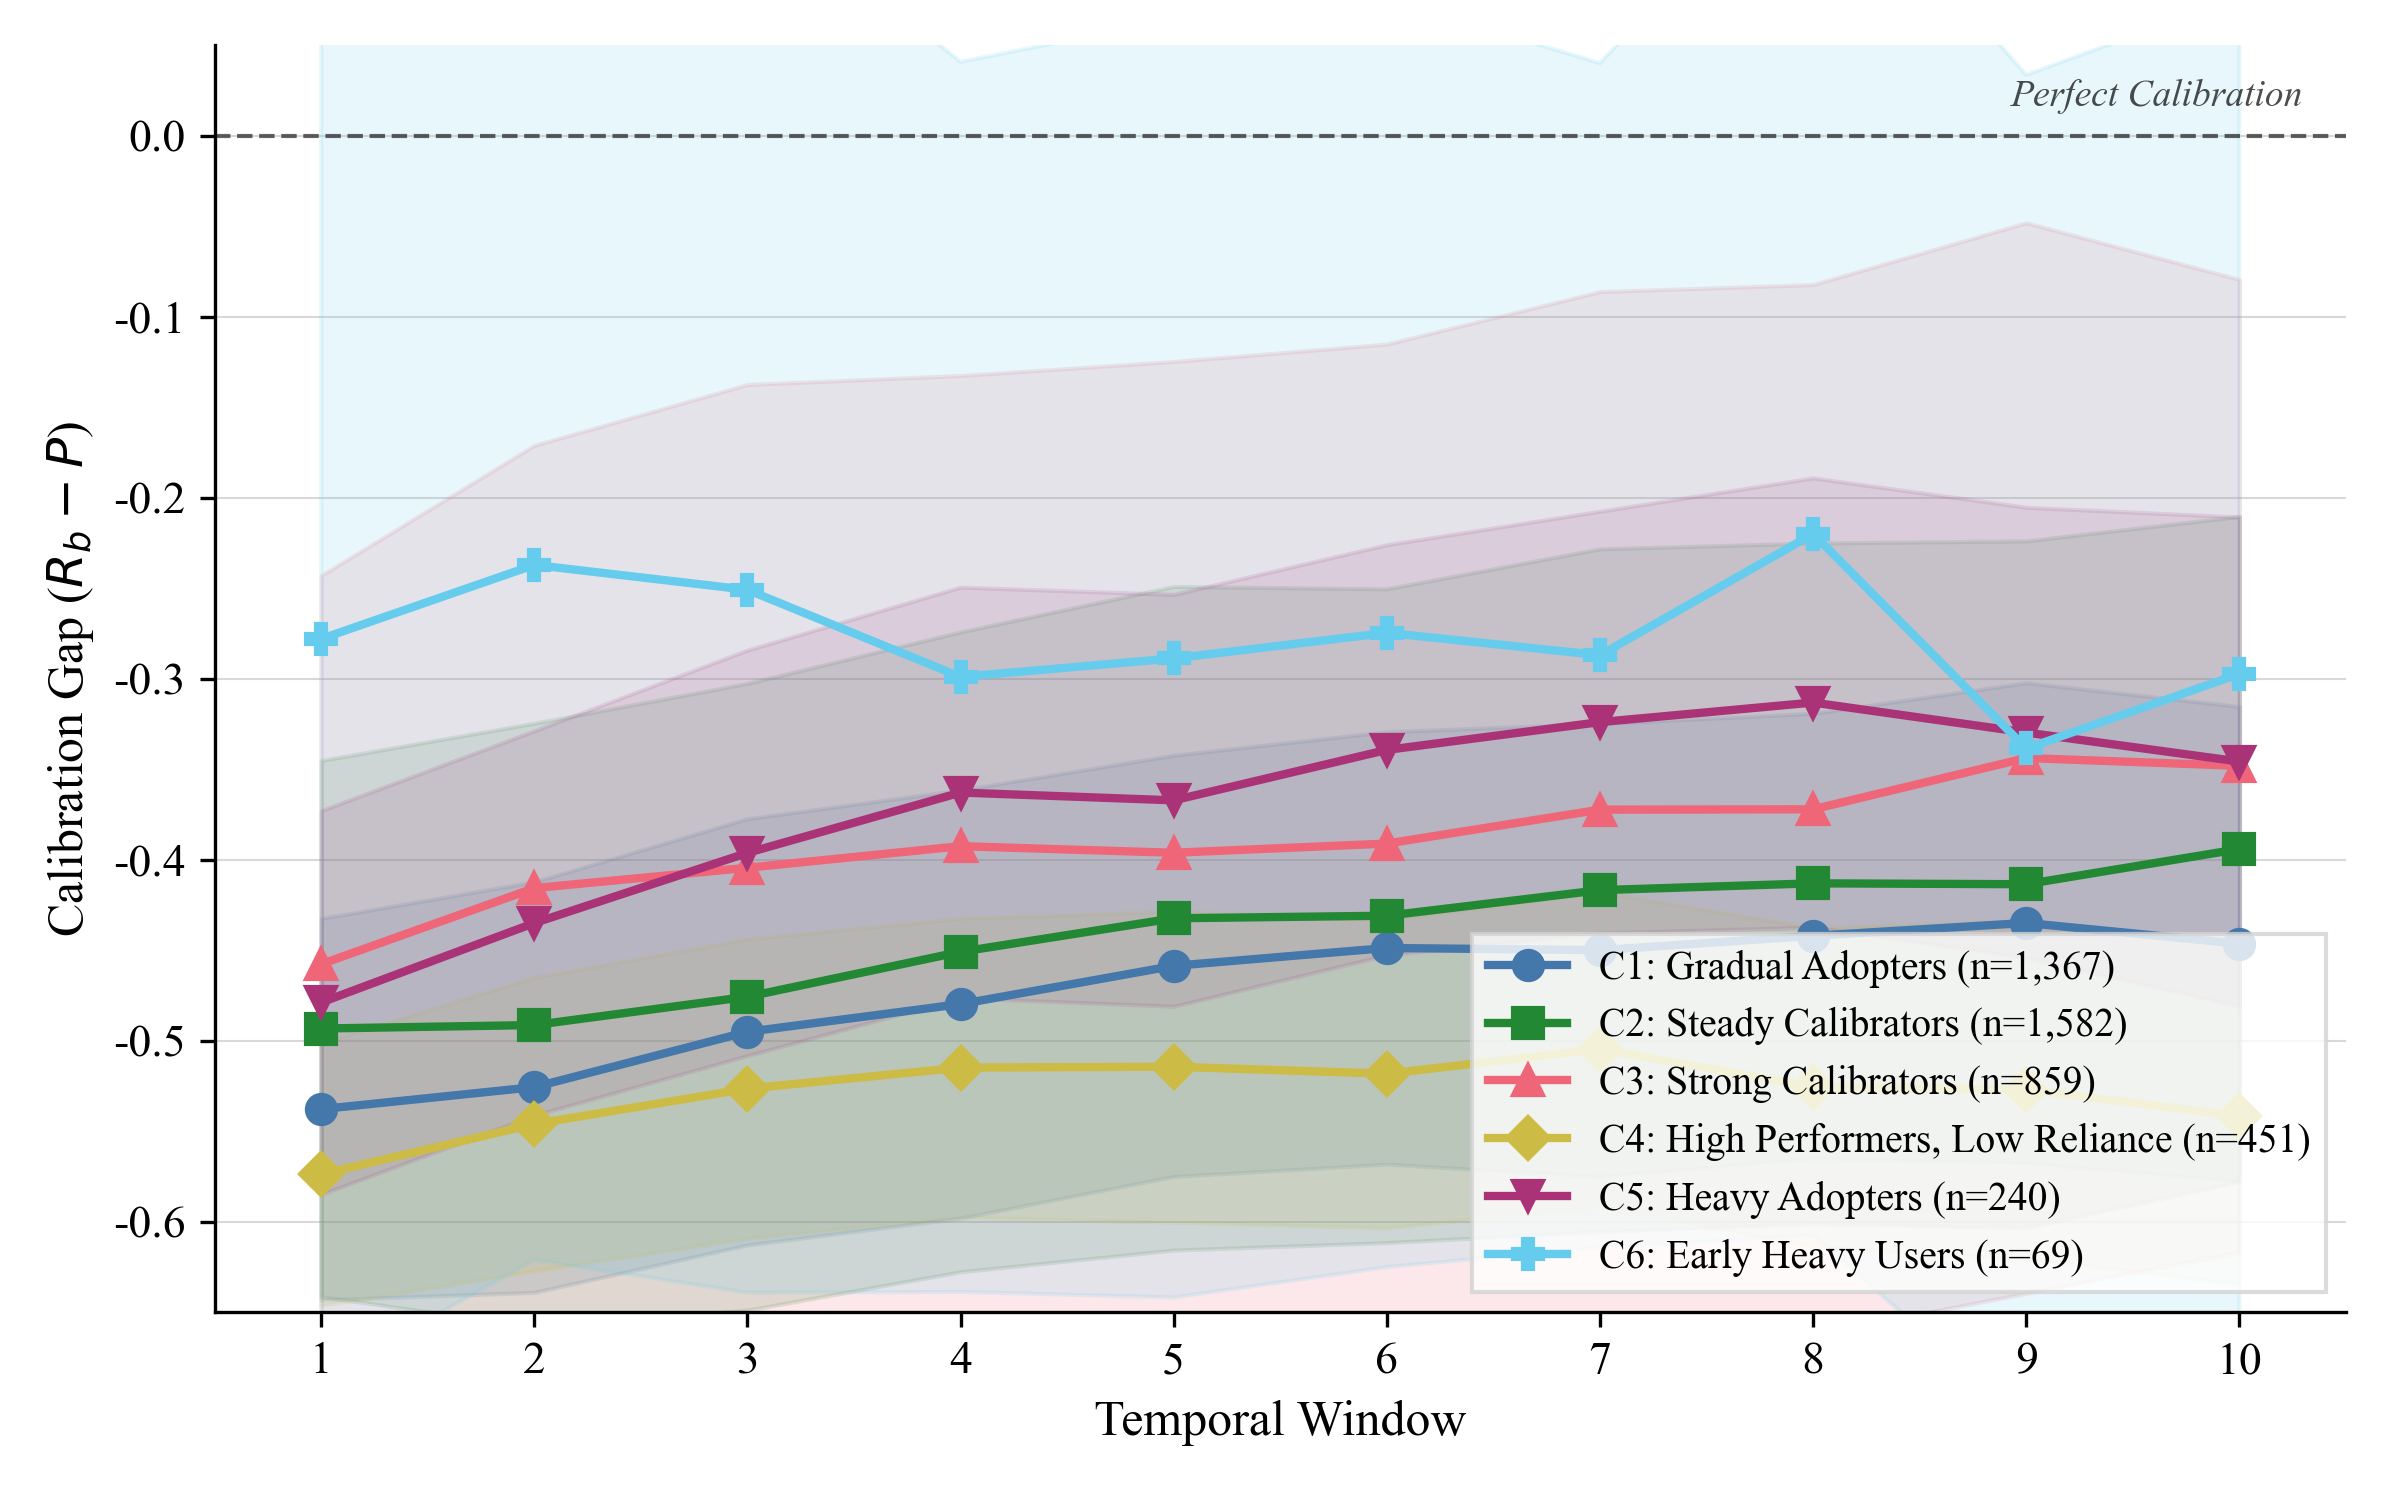 Perfect Calibration
0.0
-0.1
-0.2
-0.3
-0.4
-0.5
-0.6
Calibration Gap (R_b − P)
C1: Gradual Adopters (n=1,367)
C2: Steady Calibrators (n=1,582)
C3: Strong Calibrators (n=859)
C4: High Performers, Low Reliance (n=451)
C5: Heavy Adopters (n=240)
C6: Early Heavy Users (n=69)
1 2 3 4 5 6 7 8 9 10
Temporal Window